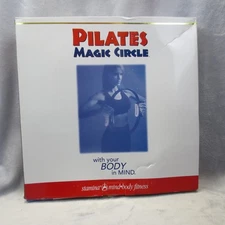 PILATES
MAGIC CIRCLE
with your
BODY
in MIND.
stamina mind•body fitness